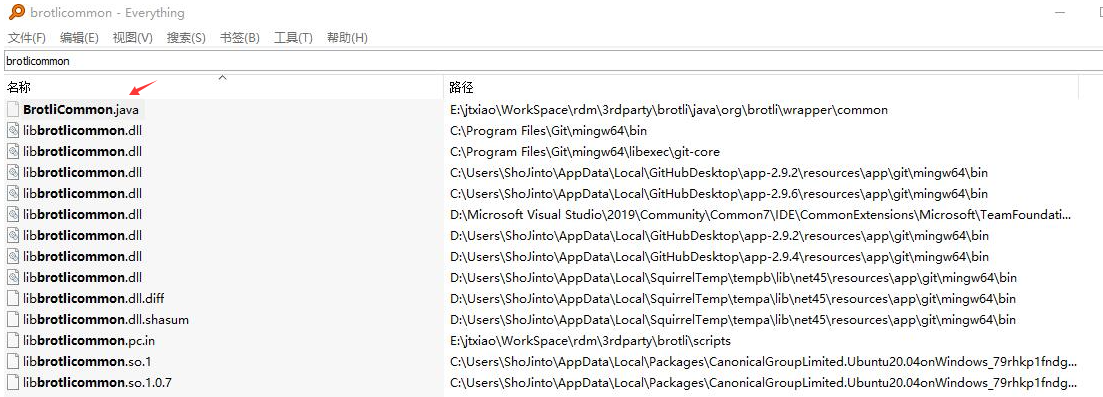 brotlicommon - Everything
文件(F) 编辑(E) 视图(V) 搜索(S) 书签(B) 工具(T) 帮助(H)
brotlicommon
名称 路径
BrotliCommon.java E:\jtxiao\WorkSpace\rdm\3rdparty\brotli\java\org\brotli\wrapper\common
libbrotlicommon.dll C:\Program Files\Git\mingw64\bin
libbrotlicommon.dll C:\Program Files\Git\mingw64\libexec\git-core
libbrotlicommon.dll C:\Users\ShoJinto\AppData\Local\GitHubDesktop\app-2.9.2\resources\app\git\mingw64\bin
libbrotlicommon.dll C:\Users\ShoJinto\AppData\Local\GitHubDesktop\app-2.9.6\resources\app\git\mingw64\bin
libbrotlicommon.dll D:\Microsoft Visual Studio\2019\Community\Common7\IDE\CommonExtensions\Microsoft\TeamFoundati...
libbrotlicommon.dll D:\Users\ShoJinto\AppData\Local\GitHubDesktop\app-2.9.2\resources\app\git\mingw64\bin
libbrotlicommon.dll D:\Users\ShoJinto\AppData\Local\GitHubDesktop\app-2.9.4\resources\app\git\mingw64\bin
libbrotlicommon.dll D:\Users\ShoJinto\AppData\Local\SquirrelTemp\tempb\lib\net45\resources\app\git\mingw64\bin
libbrotlicommon.dll.diff D:\Users\ShoJinto\AppData\Local\SquirrelTemp\tempa\lib\net45\resources\app\git\mingw64\bin
libbrotlicommon.dll.shasum D:\Users\ShoJinto\AppData\Local\SquirrelTemp\tempa\lib\net45\resources\app\git\mingw64\bin
libbrotlicommon.pc.in E:\jtxiao\WorkSpace\rdm\3rdparty\brotli\scripts
libbrotlicommon.so.1 C:\Users\ShoJinto\AppData\Local\Packages\CanonicalGroupLimited.Ubuntu20.04onWindows_79rhkp1fndg...
libbrotlicommon.so.1.0.7 C:\Users\ShoJinto\AppData\Local\Packages\CanonicalGroupLimited.Ubuntu20.04onWindows_79rhkp1fndg...